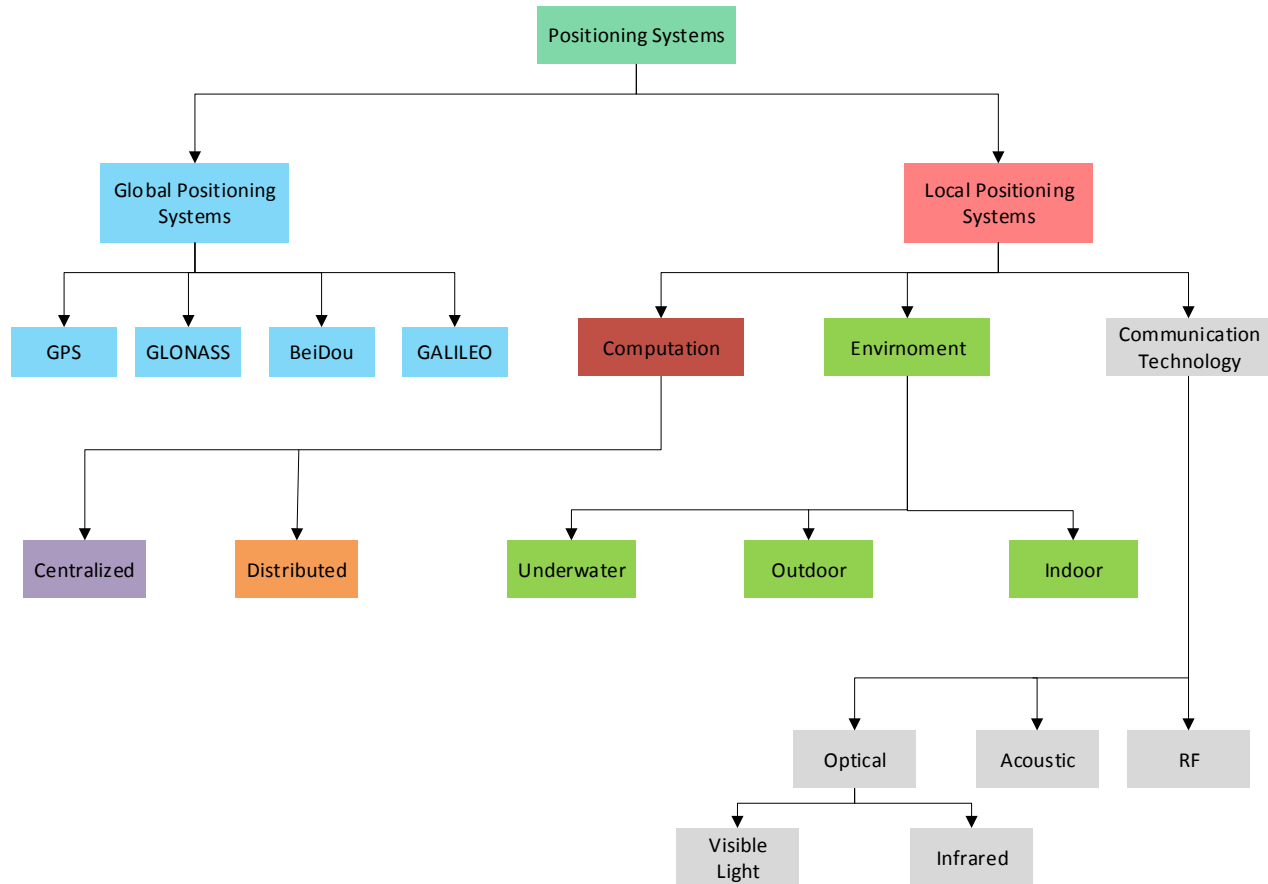 Positioning Systems
Global Positioning
Systems
Local Positioning
Systems
GPS
GLONASS
BeiDou
GALILEO
Computation
Envirnoment
Communication
Technology
Centralized
Distributed
Underwater
Outdoor
Indoor
Optical
Acoustic
RF
Visible
Light
Infrared